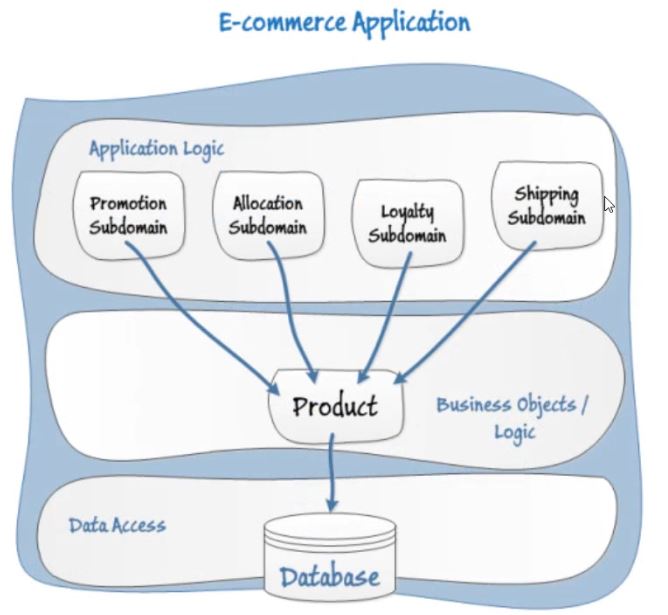 E-commerce Application
Application Logic
Promotion
Subdomain
Allocation
Subdomain
Loyalty
Subdomain
Shipping
Subdomain
Product
Business Objects /
Logic
Data Access
Database